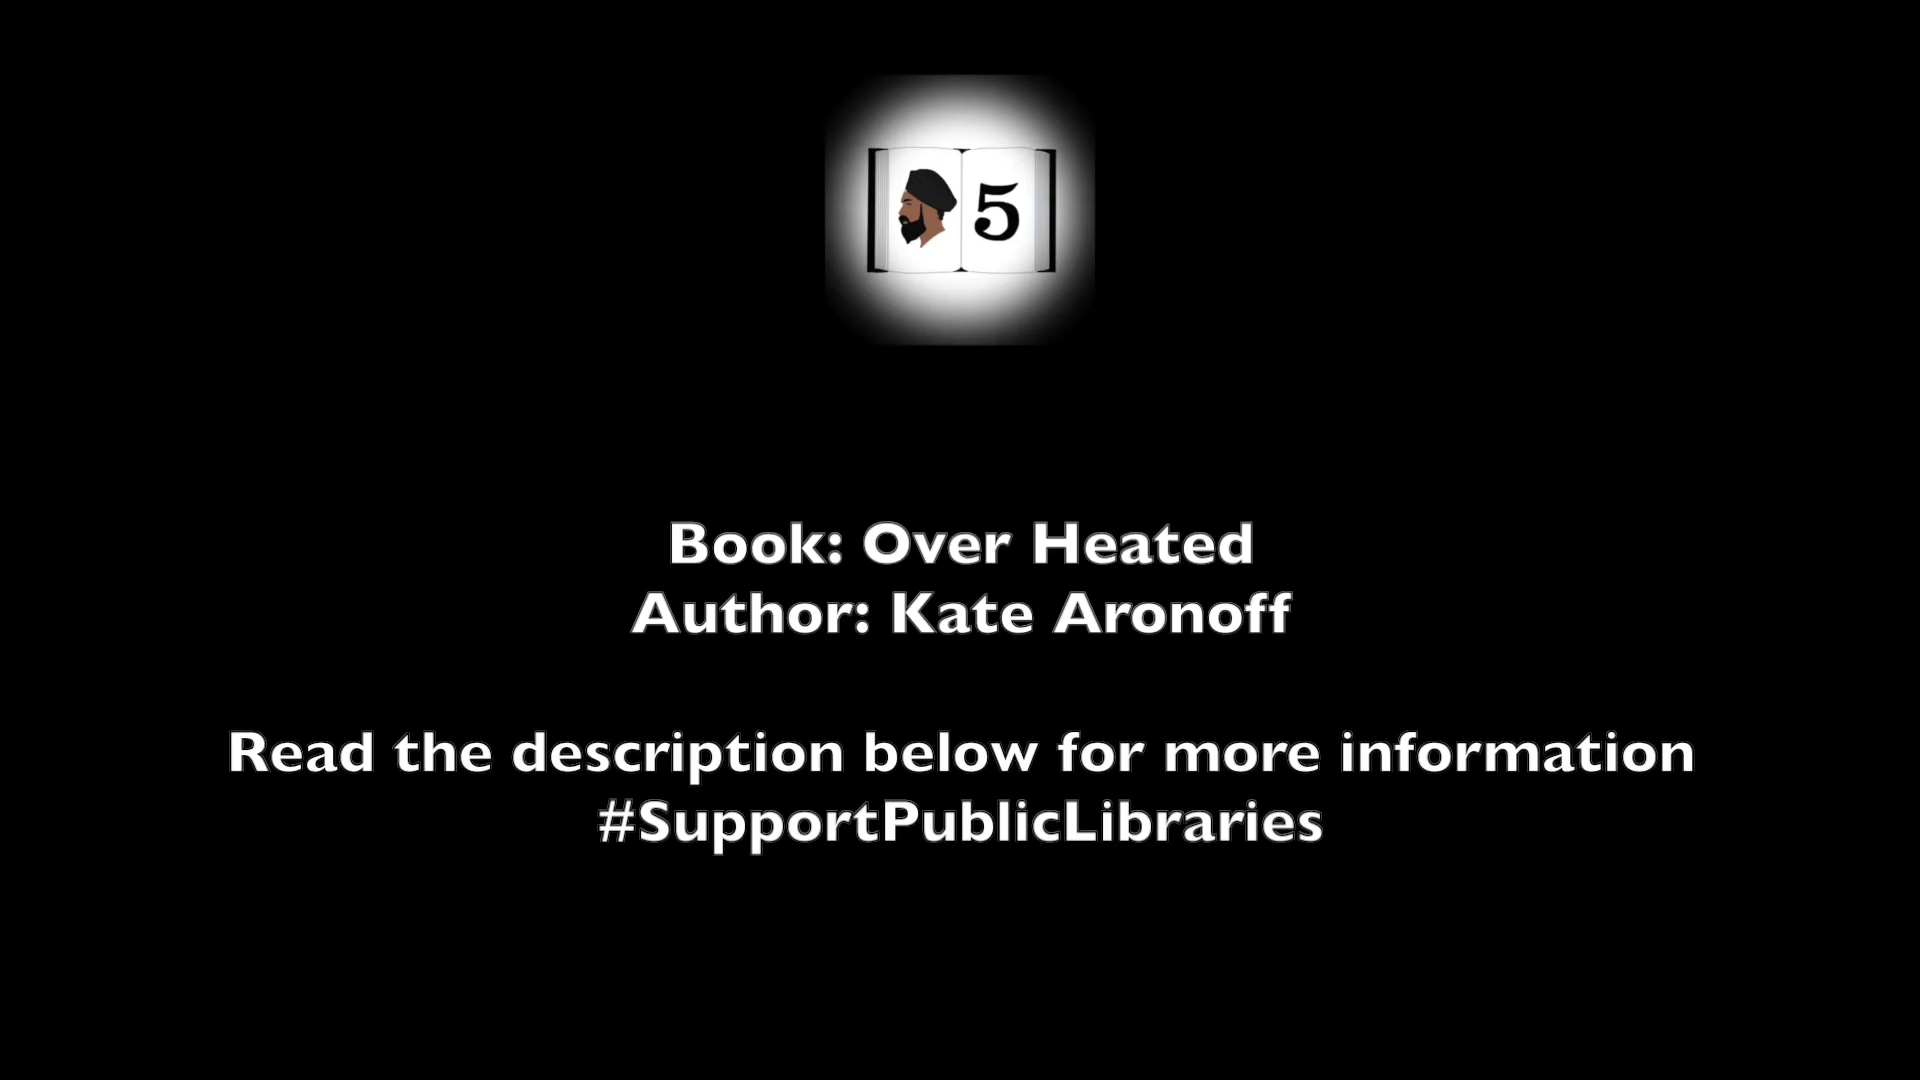 5
Book: Over Heated
Author: Kate Aronoff
Read the description below for more information
#SupportPublicLibraries